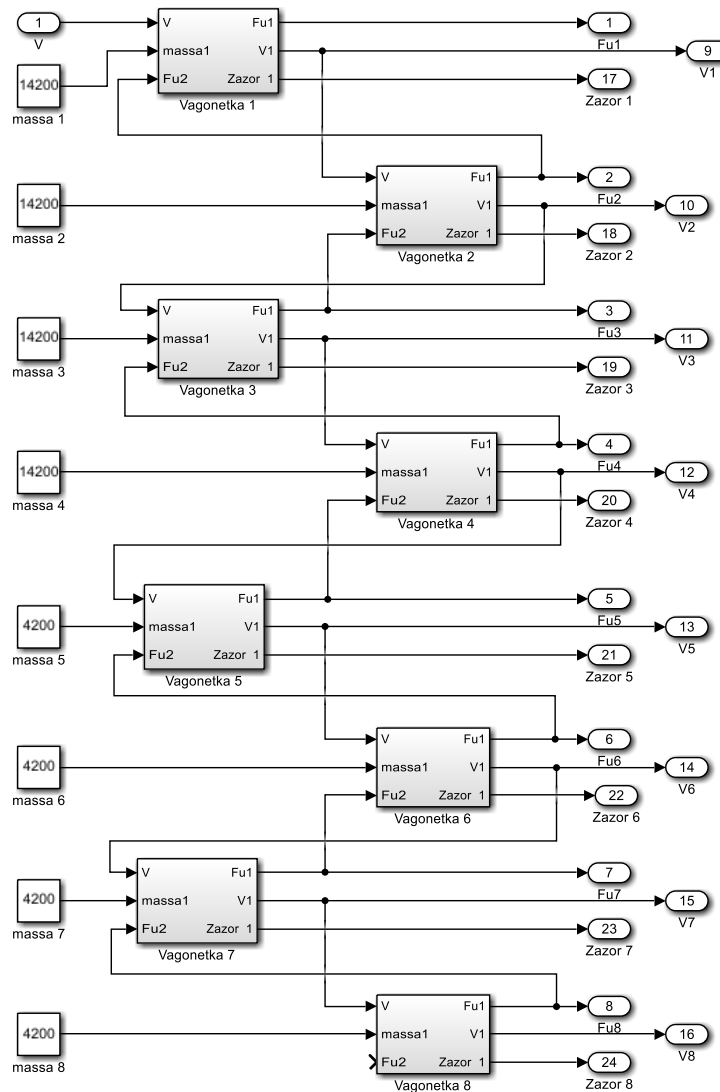 1
V
Fu1
1
V
massa1
V1
Fu1
9
V1
14200
massa 1
Fu2
Zazor 1
17
Zazor 1
Vagonetka 1
V
Fu1
2
Fu2
14200
massa 2
massa1
V1
10
V2
Fu2
Zazor 1
18
Zazor 2
Vagonetka 2
V
Fu1
3
Fu3
14200
massa 3
massa1
V1
11
V3
Fu2
Zazor 1
19
Zazor 3
Vagonetka 3
V
Fu1
4
Fu4
14200
massa 4
massa1
V1
12
V4
Fu2
Zazor 1
20
Zazor 4
Vagonetka 4
V
Fu1
5
Fu5
4200
massa 5
massa1
V1
13
V5
Fu2
Zazor 1
21
Zazor 5
Vagonetka 5
V
Fu1
6
Fu6
4200
massa 6
massa1
V1
14
V6
Fu2
Zazor 1
22
Zazor 6
Vagonetka 6
V
Fu1
7
Fu7
4200
massa 7
massa1
V1
15
V7
Fu2
Zazor 1
23
Zazor 7
Vagonetka 7
V
Fu1
8
Fu8
4200
massa 8
massa1
V1
16
V8
Fu2
Zazor 1
24
Zazor 8
Vagonetka 8